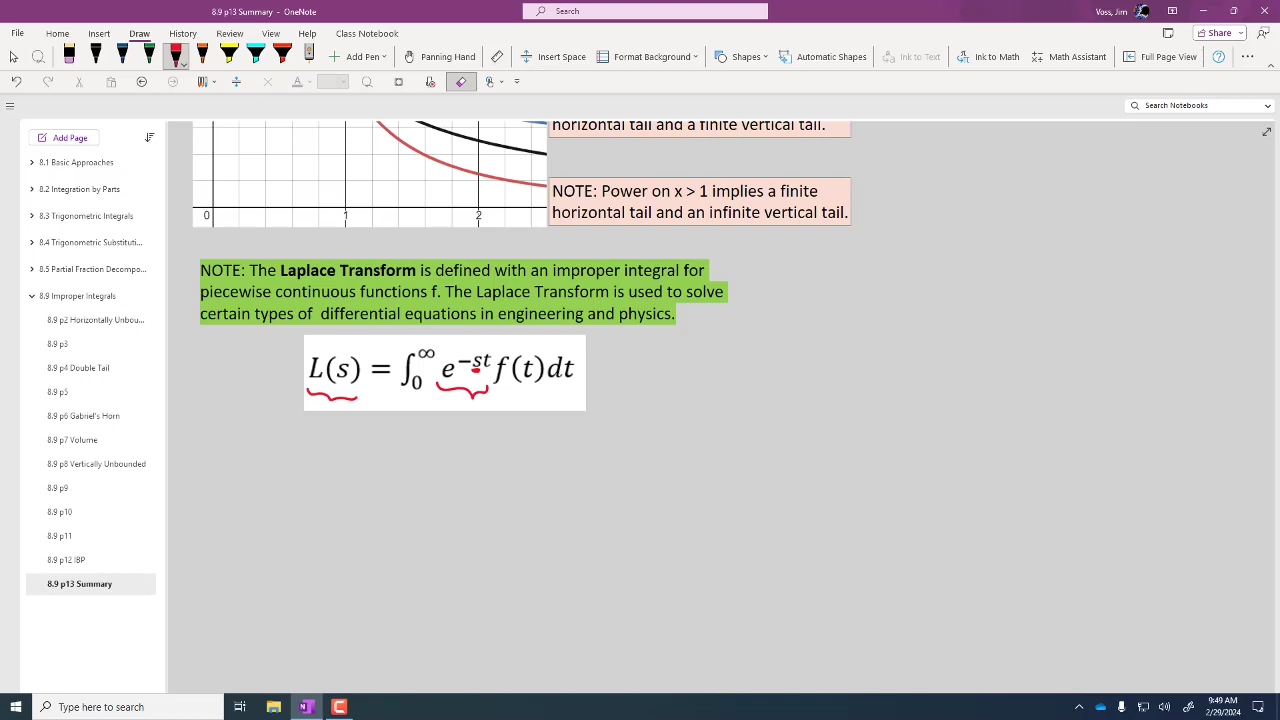 8.9 p13 Summary - OneNote
Search
Voss, Jim
File
Home
Insert
Draw
History
Review
View
Help
Class Notebook
Share
Add Pen
Panning Hand
Insert Space
Format Background
Shapes
Automatic Shapes
Ink to Text
Ink to Math
Math Assistant
Full Page View
Search Notebooks
Add Page
8.1 Basic Approaches
8.2 Integration by Parts
8.3 Trigonometric Integrals
8.4 Trigonometric Substituti...
8.5 Partial Fraction Decompo...
8.9 Improper Integrals
8.9 p2 Horizontally Unbou...
8.9 p3
8.9 p4 Double Tail
8.9 p5
8.9 p6 Gabriel's Horn
8.9 p7 Volume
8.9 p8 Vertically Unbounded
8.9 p9
8.9 p10
8.9 p11
8.9 p12 IBP
8.9 p13 Summary
horizontal tail and a finite vertical tail.
NOTE: Power on x > 1 implies a finite
horizontal tail and an infinite vertical tail.
0 1 2
NOTE: The Laplace Transform is defined with an improper integral for
piecewise continuous functions f. The Laplace Transform is used to solve
certain types of differential equations in engineering and physics.
L(s) = ∫₀^∞ e^−st f(t)dt
Type here to search
9:49 AM
2/29/2024